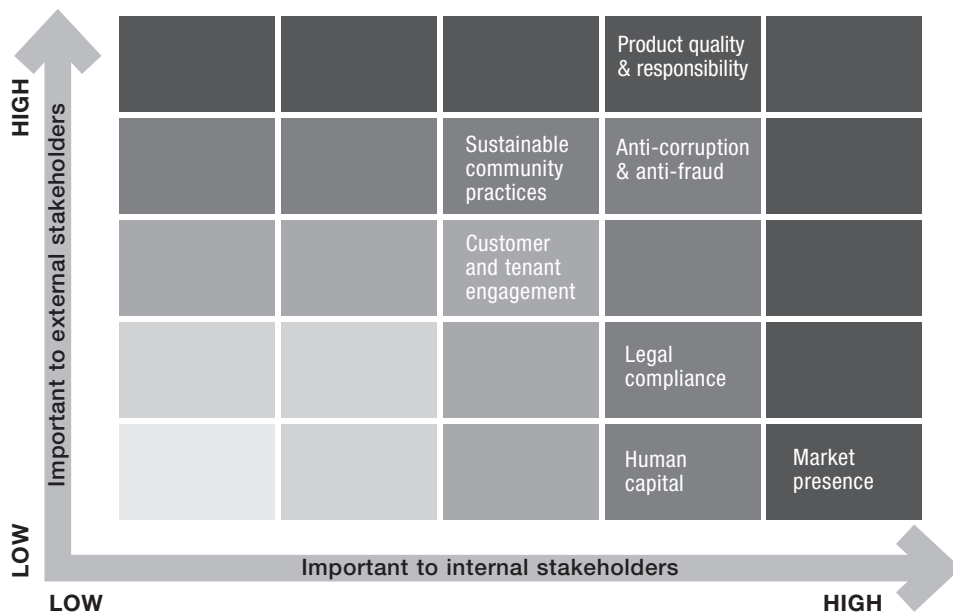 HIGH
Important to external stakeholders
LOW
Product quality
& responsibility
Sustainable
community
practices
Anti-corruption
& anti-fraud
Customer
and tenant
engagement
Legal
compliance
Human
capital
Market
presence
Important to internal stakeholders
LOW
HIGH